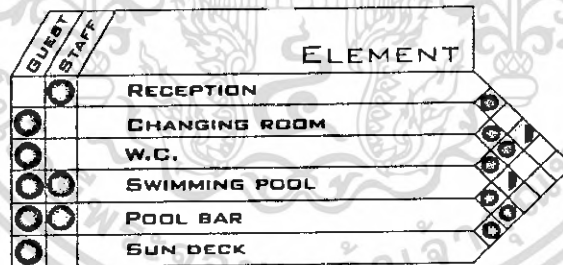 GUEST
STAFF
ELEMENT
RECEPTION
CHANGING ROOM
W.C.
SWIMMING POOL
POOL BAR
SUN DECK